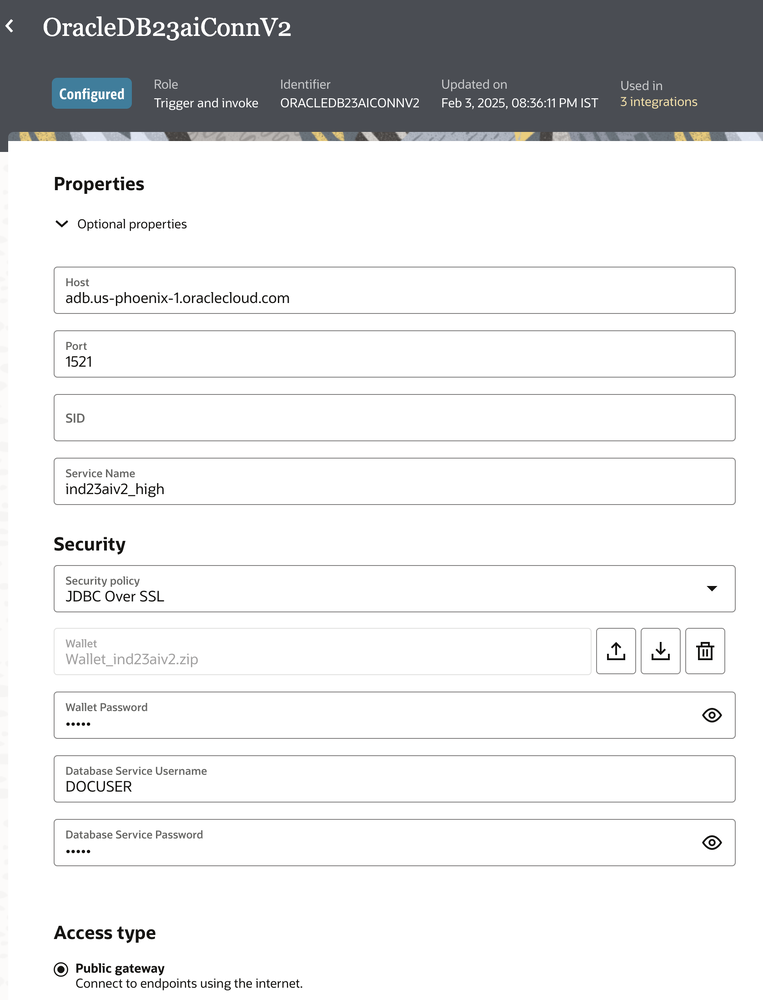 OracleDB23aiConnV2
Configured
Role
Trigger and invoke
Identifier
ORACLEDB23AICONNV2
Updated on
Feb 3, 2025, 08:36:11 PM IST
Used in
3 integrations
Properties
Optional properties
Host
adb.us-phoenix-1.oraclecloud.com
Port
1521
SID
Service Name
ind23aiv2_high
Security
Security policy
JDBC Over SSL
Wallet
Wallet_ind23aiv2.zip
Wallet Password
•••••
Database Service Username
DOCUSER
Database Service Password
•••••
Access type
Public gateway
Connect to endpoints using the internet.